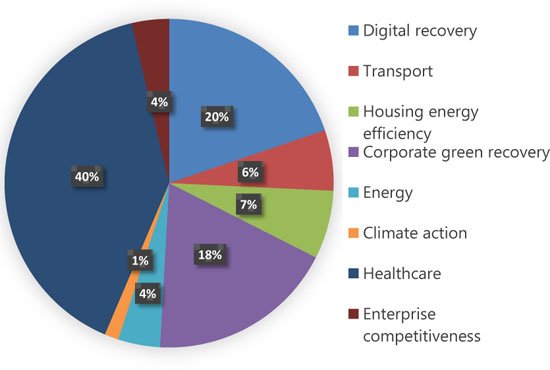 Digital recovery
Transport
Housing energy
efficiency
Corporate green recovery
Energy
Climate action
Healthcare
Enterprise
competitiveness
4%
20%
6%
40%
7%
18%
1%
4%